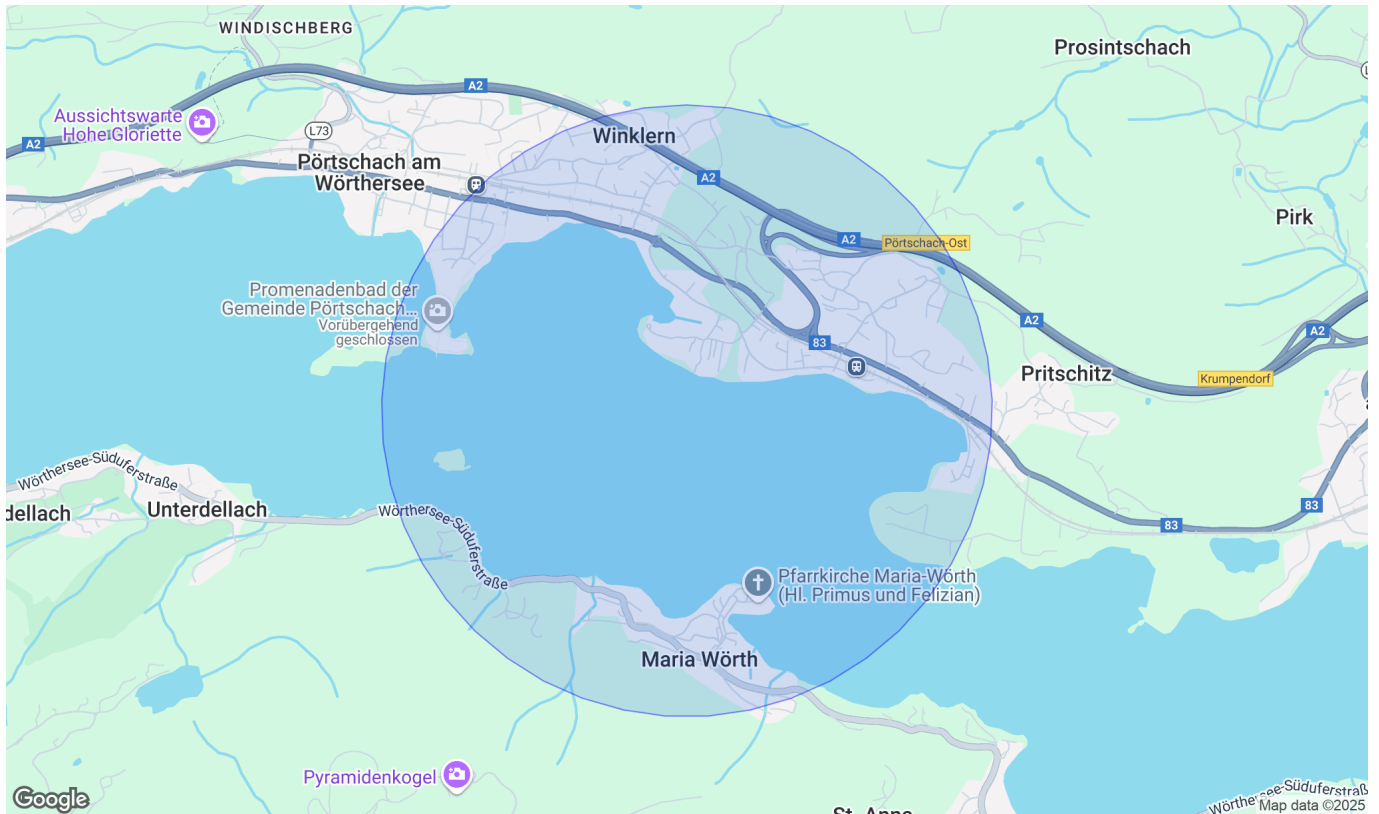 WINDISCHBERG
Prosintschach
A2
Aussichtswarte
Hohe Gloriette
L73
Winklern
A2
Pörtschach am
Wörthersee
A2
Pirk
A2
Pörtschach-Ost
Promenadenbad der
Gemeinde Pörtschach...
Vorübergehend
geschlossen
A2
A2
83
Pritschitz
Krumpendorf
Wörthersee-Süduferstraße
dellach
Unterdellach
Wörthersee-Süduferstraße
83
83
Pfarrkirche Maria-Wörth
(Hl. Primus und Felizian)
Maria Wörth
Pyramidenkogel
Google
St. Anne
Map data ©2025